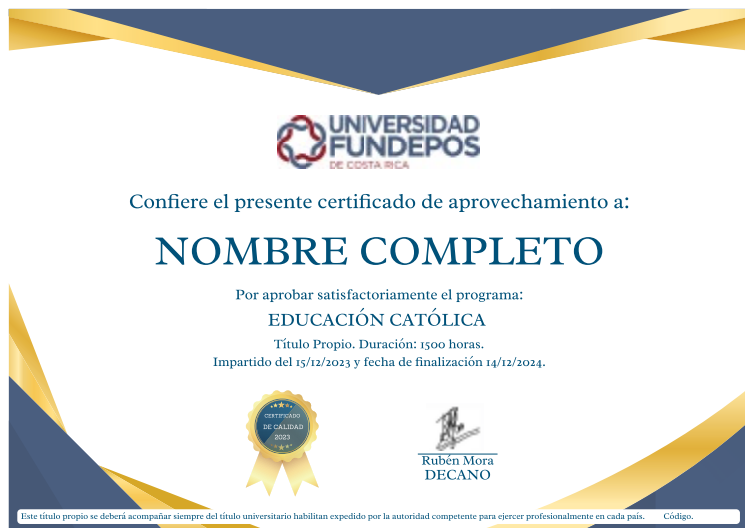 UNIVERSIDAD
FUNDEPOS
DE COSTA RICA
Confiere el presente certificado de aprovechamiento a:
NOMBRE COMPLETO
Por aprobar satisfactoriamente el programa:
EDUCACIÓN CATÓLICA
Título Propio. Duración: 1500 horas.
Impartido del 15/12/2023 y fecha de finalización 14/12/2024.
CERTIFICADO
DE CALIDAD
2023
Rubén Mora
DECANO
Este título propio se deberá acompañar siempre del título universitario habilitan expedido por la autoridad competente para ejercer profesionalmente en cada país. Código.